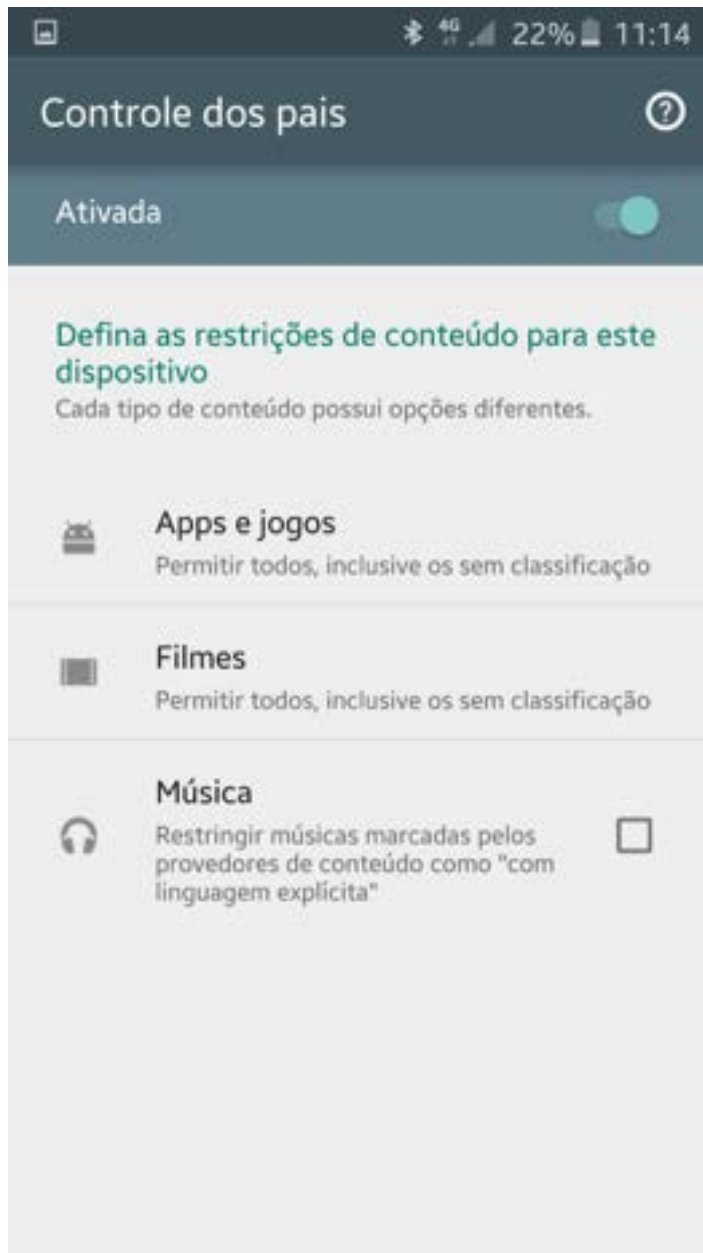 4G 22% 11:14
Controle dos pais
Ativada
Defina as restrições de conteúdo para este
dispositivo
Cada tipo de conteúdo possui opções diferentes.
Apps e jogos
Permitir todos, inclusive os sem classificação
Filmes
Permitir todos, inclusive os sem classificação
Música
Restringir músicas marcadas pelos
provedores de conteúdo como "com
linguagem explícita"